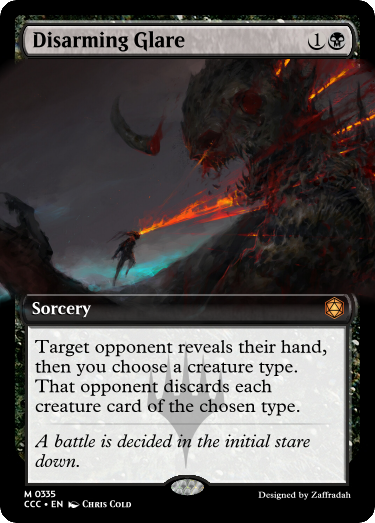 Disarming Glare 1
Sorcery
Target opponent reveals their hand,
then you choose a creature type.
That opponent discards each
creature card of the chosen type.
A battle is decided in the initial stare
down.
M 0335
CCC • EN Chris Cold
Designed by Zaffradah